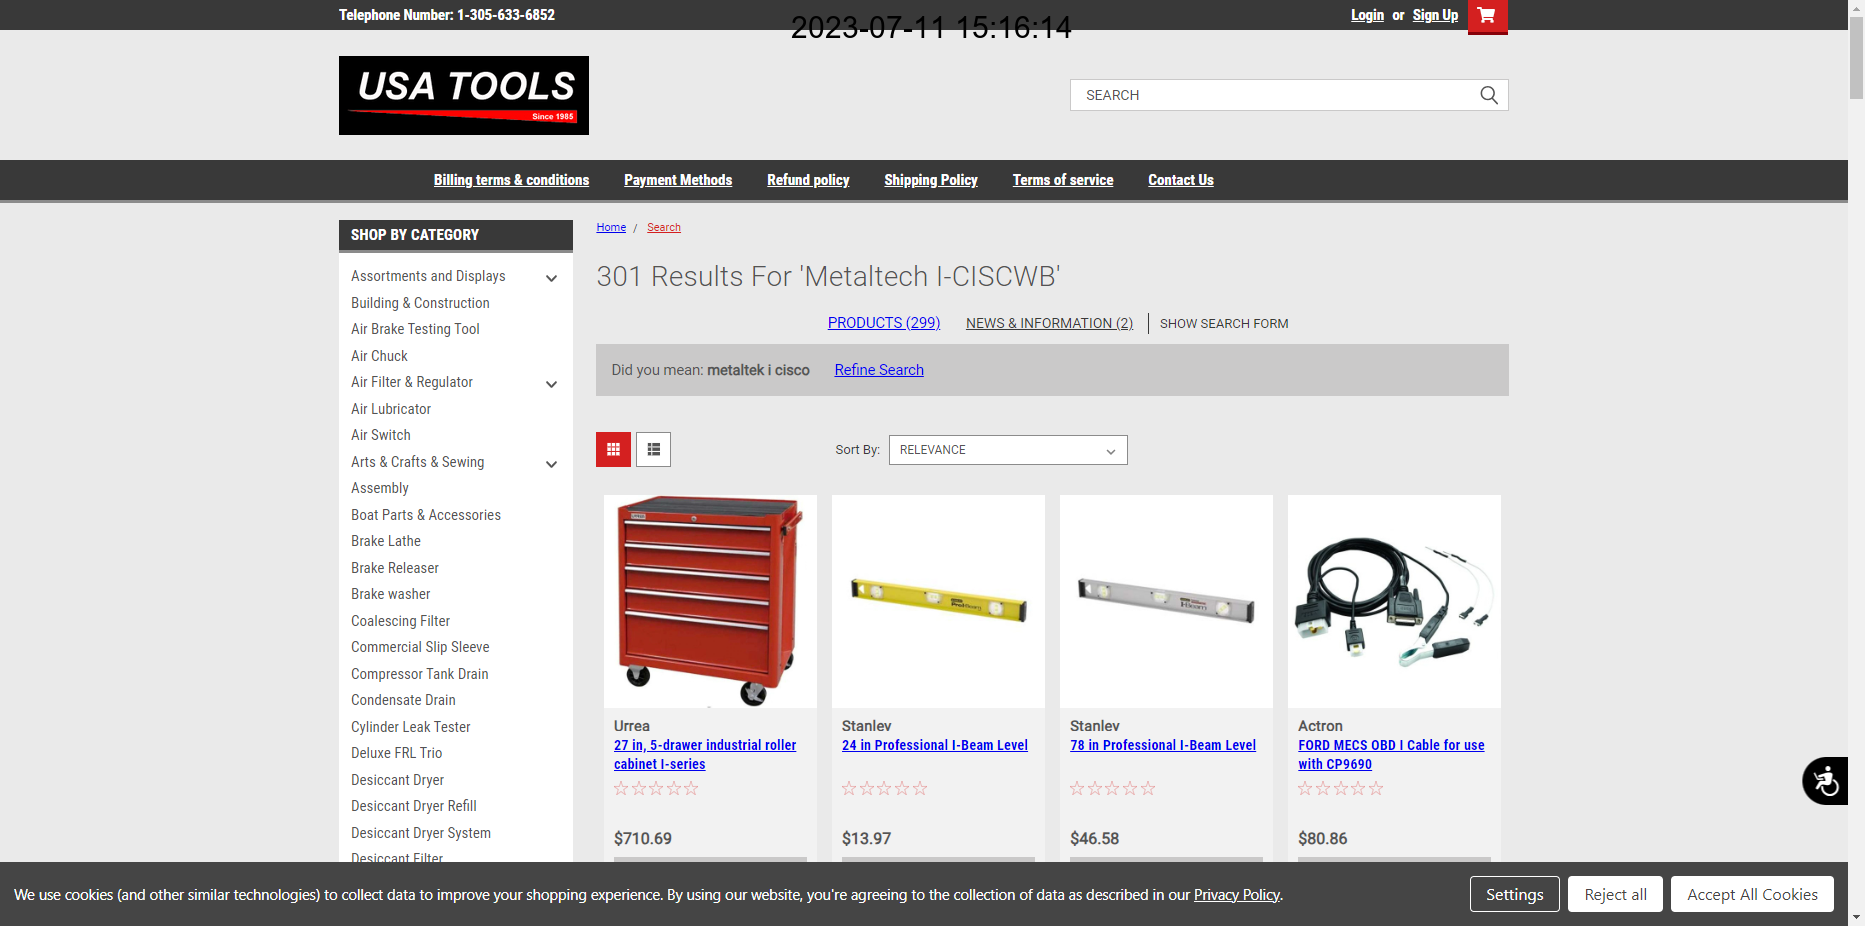 Telephone Number: 1-305-633-6852
2023-07-11 15:16:14
Login or Sign Up
USA TOOLS
Since 1985
SEARCH
Billing terms & conditions Payment Methods Refund policy Shipping Policy Terms of service Contact Us
SHOP BY CATEGORY
Assortments and Displays
Building & Construction
Air Brake Testing Tool
Air Chuck
Air Filter & Regulator
Air Lubricator
Air Switch
Arts & Crafts & Sewing
Assembly
Boat Parts & Accessories
Brake Lathe
Brake Releaser
Brake washer
Coalescing Filter
Commercial Slip Sleeve
Compressor Tank Drain
Condensate Drain
Cylinder Leak Tester
Deluxe FRL Trio
Desiccant Dryer
Desiccant Dryer Refill
Desiccant Dryer System
Desiccant Filter
Home / Search
301 Results For 'Metaltech I-CISCWB'
PRODUCTS (299) NEWS & INFORMATION (2) SHOW SEARCH FORM
Did you mean: metaltek i cisco Refine Search
Sort By: RELEVANCE
Urrea
27 in, 5-drawer industrial roller
cabinet I-series
$710.69
Stanley
24 in Professional I-Beam Level
$13.97
Stanley
78 in Professional I-Beam Level
$46.58
Actron
FORD MECS OBD I Cable for use
with CP9690
$80.86
We use cookies (and other similar technologies) to collect data to improve your shopping experience. By using our website, you're agreeing to the collection of data as described in our Privacy Policy.
Settings Reject all Accept All Cookies